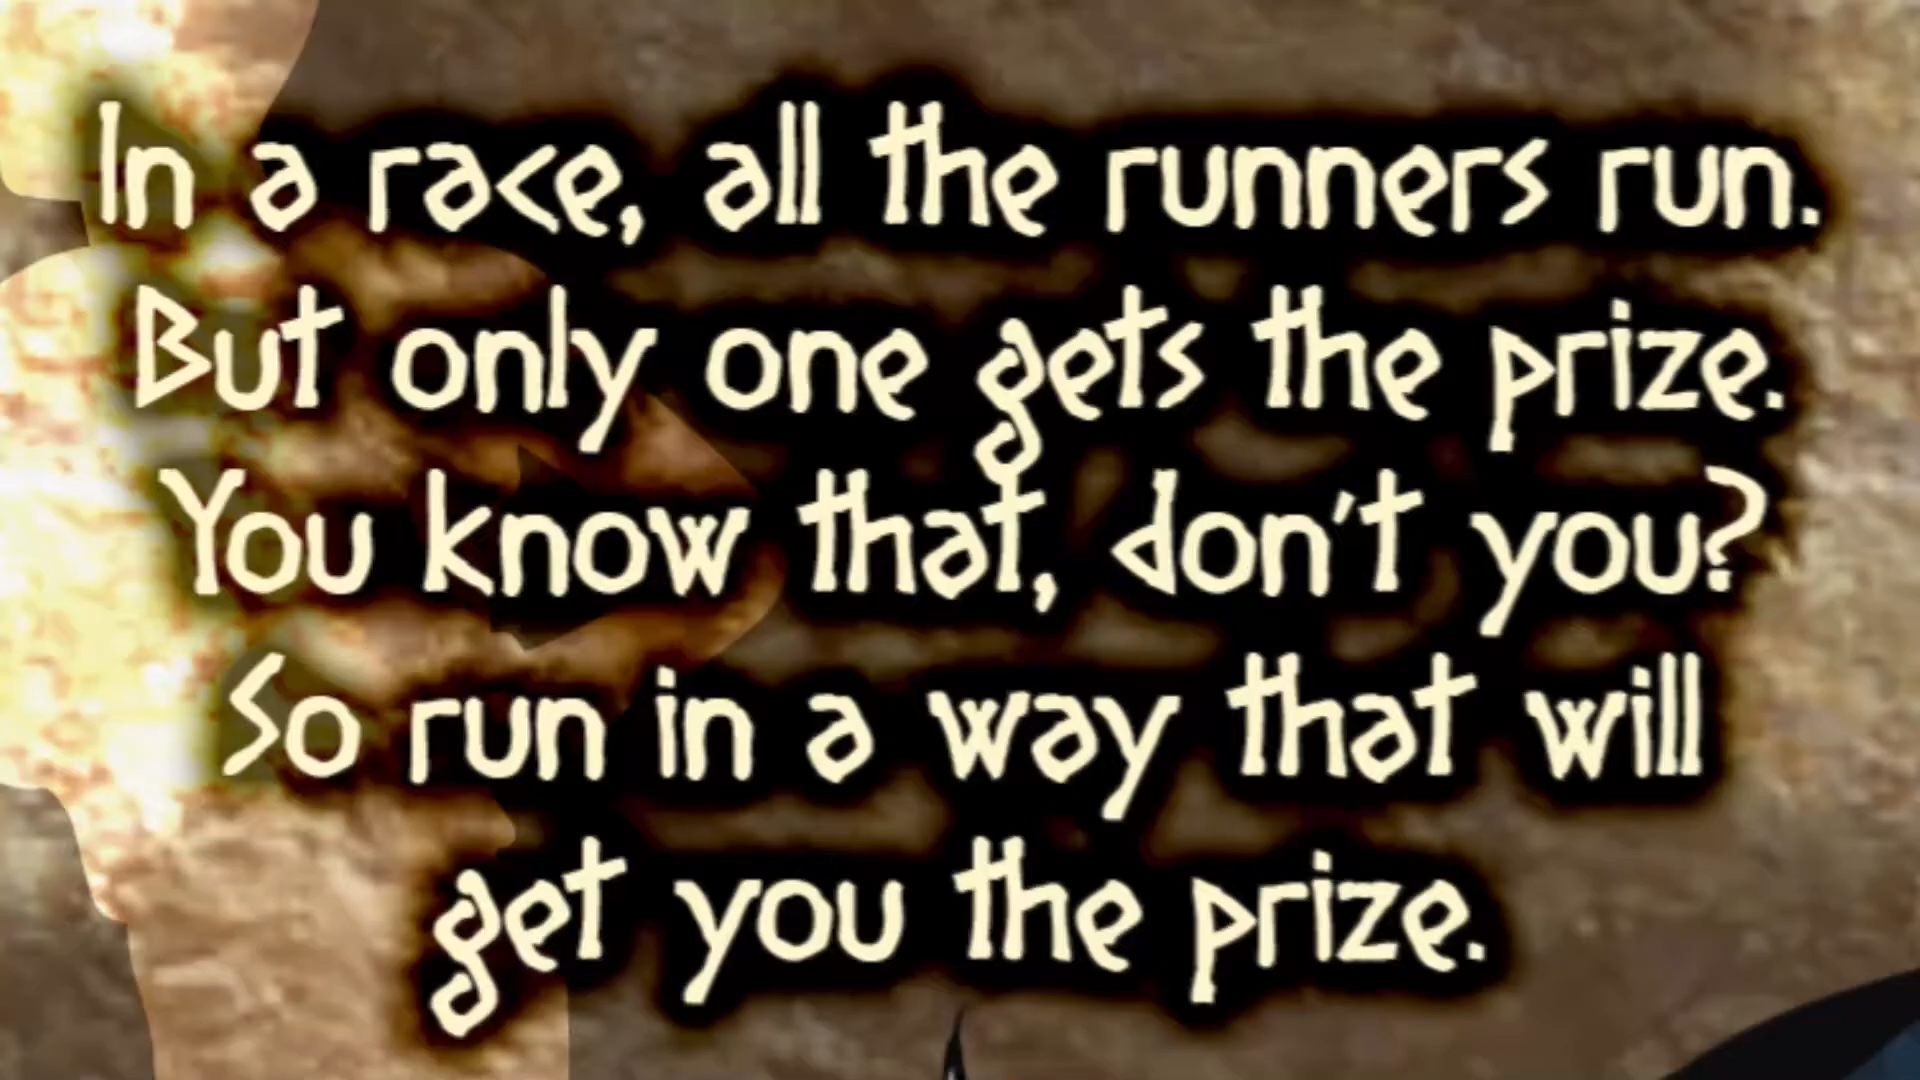 In a race, all the runners run.
But only one gets the prize.
You know that, don't you?
So run in a way that will
get you the prize.